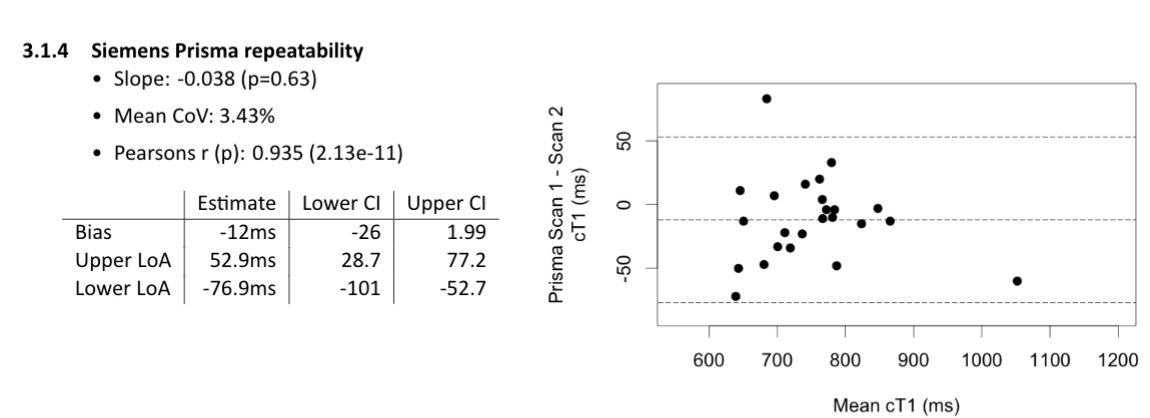 3.1.4 Siemens Prisma repeatability
• Slope: -0.038 (p=0.63)
• Mean CoV: 3.43%
• Pearsons r (p): 0.935 (2.13e-11)
Estimate Lower CI Upper CI
Bias -12ms -26 1.99
Upper LoA 52.9ms 28.7 77.2
Lower LoA -76.9ms -101 -52.7
Prisma Scan 1 - Scan 2
cT1 (ms)
50
0
-50
600 700 800 900 1000 1100 1200
Mean cT1 (ms)